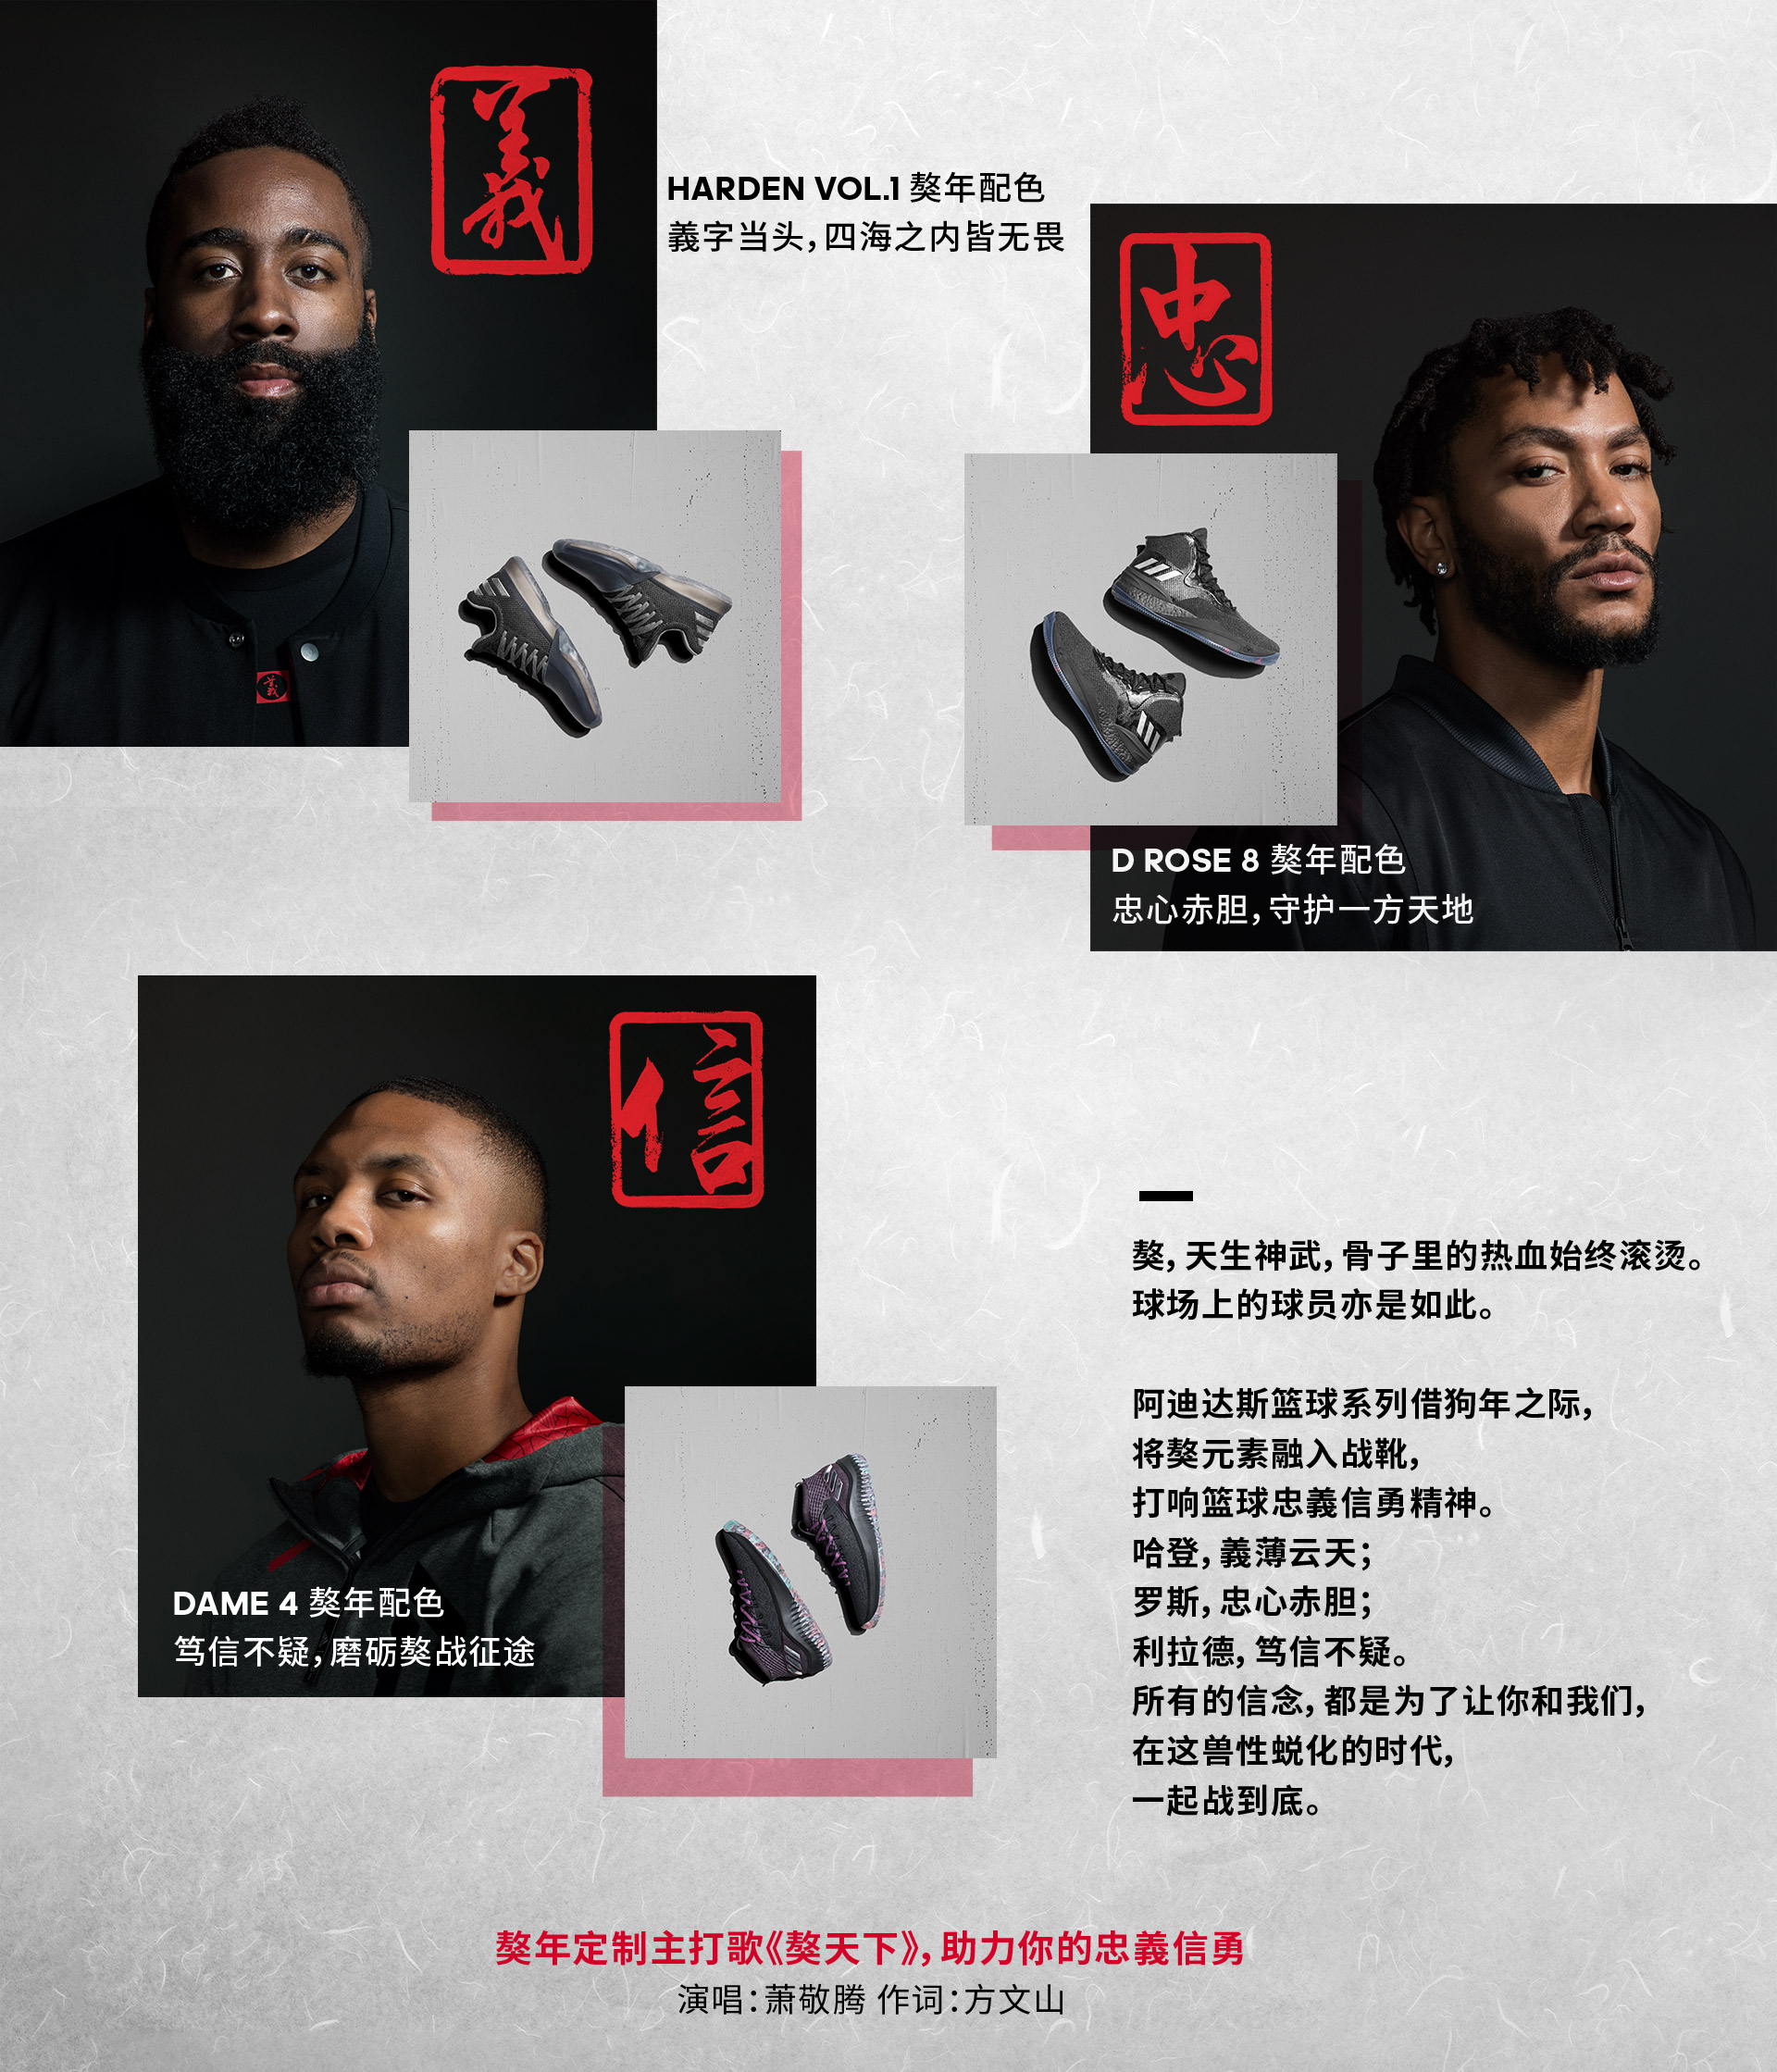 義
HARDEN VOL.1 獒年配色
義字当头，四海之内皆无畏
忠
義
D ROSE 8 獒年配色
忠心赤胆，守护一方天地
信
DAME 4 獒年配色
笃信不疑，磨砺獒战征途
獒，天生神武，骨子里的热血始终滚烫。
球场上的球员亦是如此。
阿迪达斯篮球系列借狗年之际，
将獒元素融入战靴，
打响篮球忠義信勇精神。
哈登，義薄云天；
罗斯，忠心赤胆；
利拉德，笃信不疑。
所有的信念，都是为了让你和我们，
在这兽性蜕化的时代，
一起战到底。
獒年定制主打歌《獒天下》，助力你的忠義信勇
演唱：萧敬腾 作词：方文山